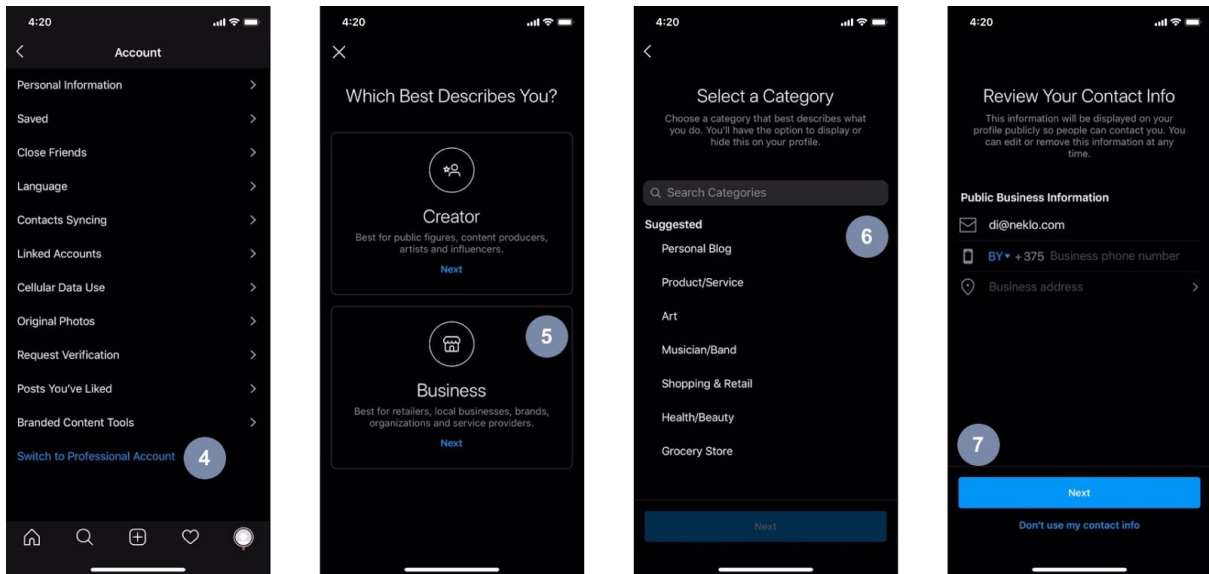 4:20
Account
Personal Information
Saved
Close Friends
Language
Contacts Syncing
Linked Accounts
Cellular Data Use
Original Photos
Request Verification
Posts You've Liked
Branded Content Tools
Switch to Professional Account
4
4:20
Which Best Describes You?
Creator
Best for public figures, content producers,
artists and influencers.
Next
5
Business
Best for retailers, local businesses, brands,
organizations and service providers.
Next
4:20
Select a Category
Choose a category that best describes what
you do. You'll have the option to display or
hide this on your profile.
Search Categories
Suggested
6
Personal Blog
Product/Service
Art
Musician/Band
Shopping & Retail
Health/Beauty
Grocery Store
Next
4:20
Review Your Contact Info
This information will be displayed on your
profile publicly so people can contact you. You
can edit or remove this information at any
time.
Public Business Information
di@neklo.com
BY +375 Business phone number
Business address
7
Next
Don't use my contact info